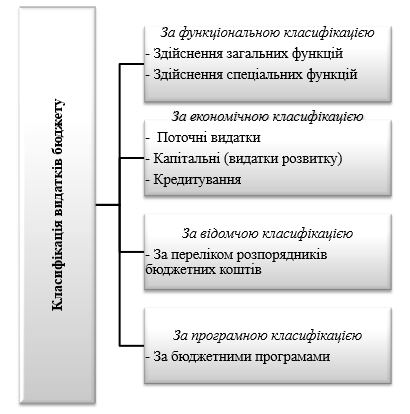 Класифікація видатків бюджету
За функціональною класифікацією
- Здійснення загальних функцій
- Здійснення спеціальних функцій
За економічною класифікацією
- Поточні видатки
- Капітальні (видатки розвитку)
- Кредитування
За відомчою класифікацією
- За переліком розпорядників
бюджетних коштів
За програмною класифікацією
- За бюджетними програмами